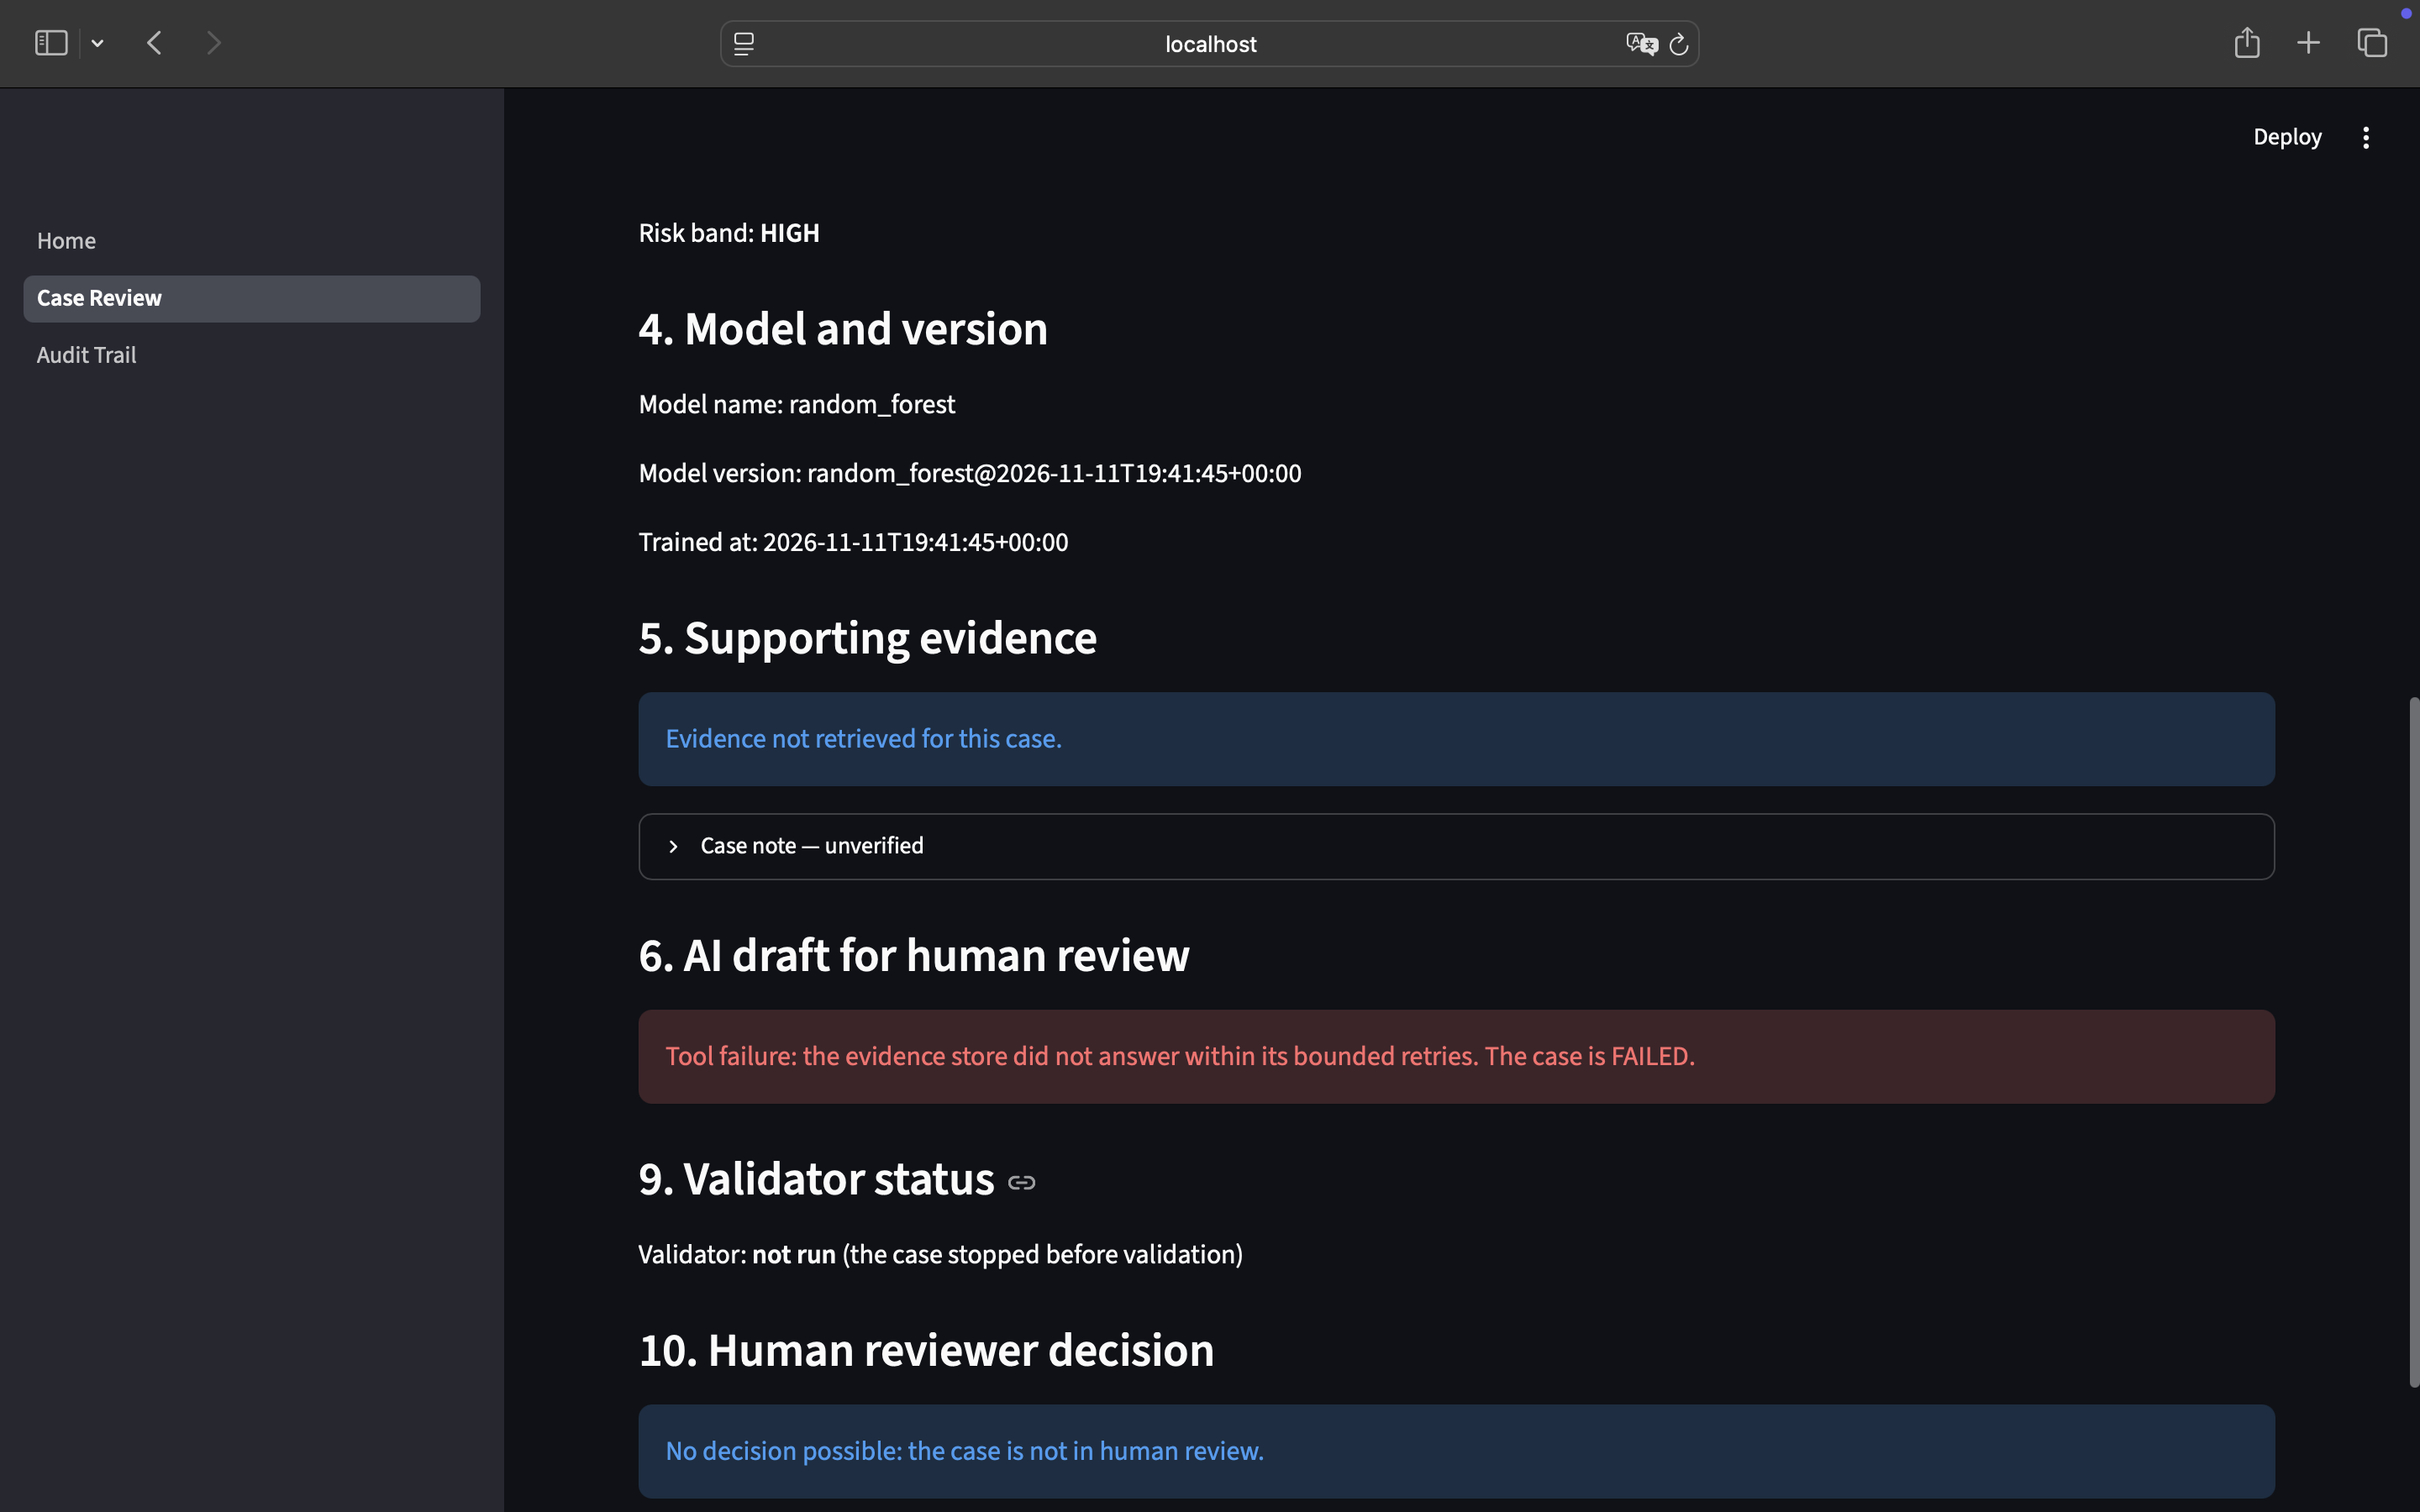 localhost
Deploy
Home
Case Review
Audit Trail
Risk band: HIGH
4. Model and version
Model name: random_forest
Model version: random_forest@2026-11-11T19:41:45+00:00
Trained at: 2026-11-11T19:41:45+00:00
5. Supporting evidence
Evidence not retrieved for this case.
Case note — unverified
6. AI draft for human review
Tool failure: the evidence store did not answer within its bounded retries. The case is FAILED.
9. Validator status
Validator: not run (the case stopped before validation)
10. Human reviewer decision
No decision possible: the case is not in human review.